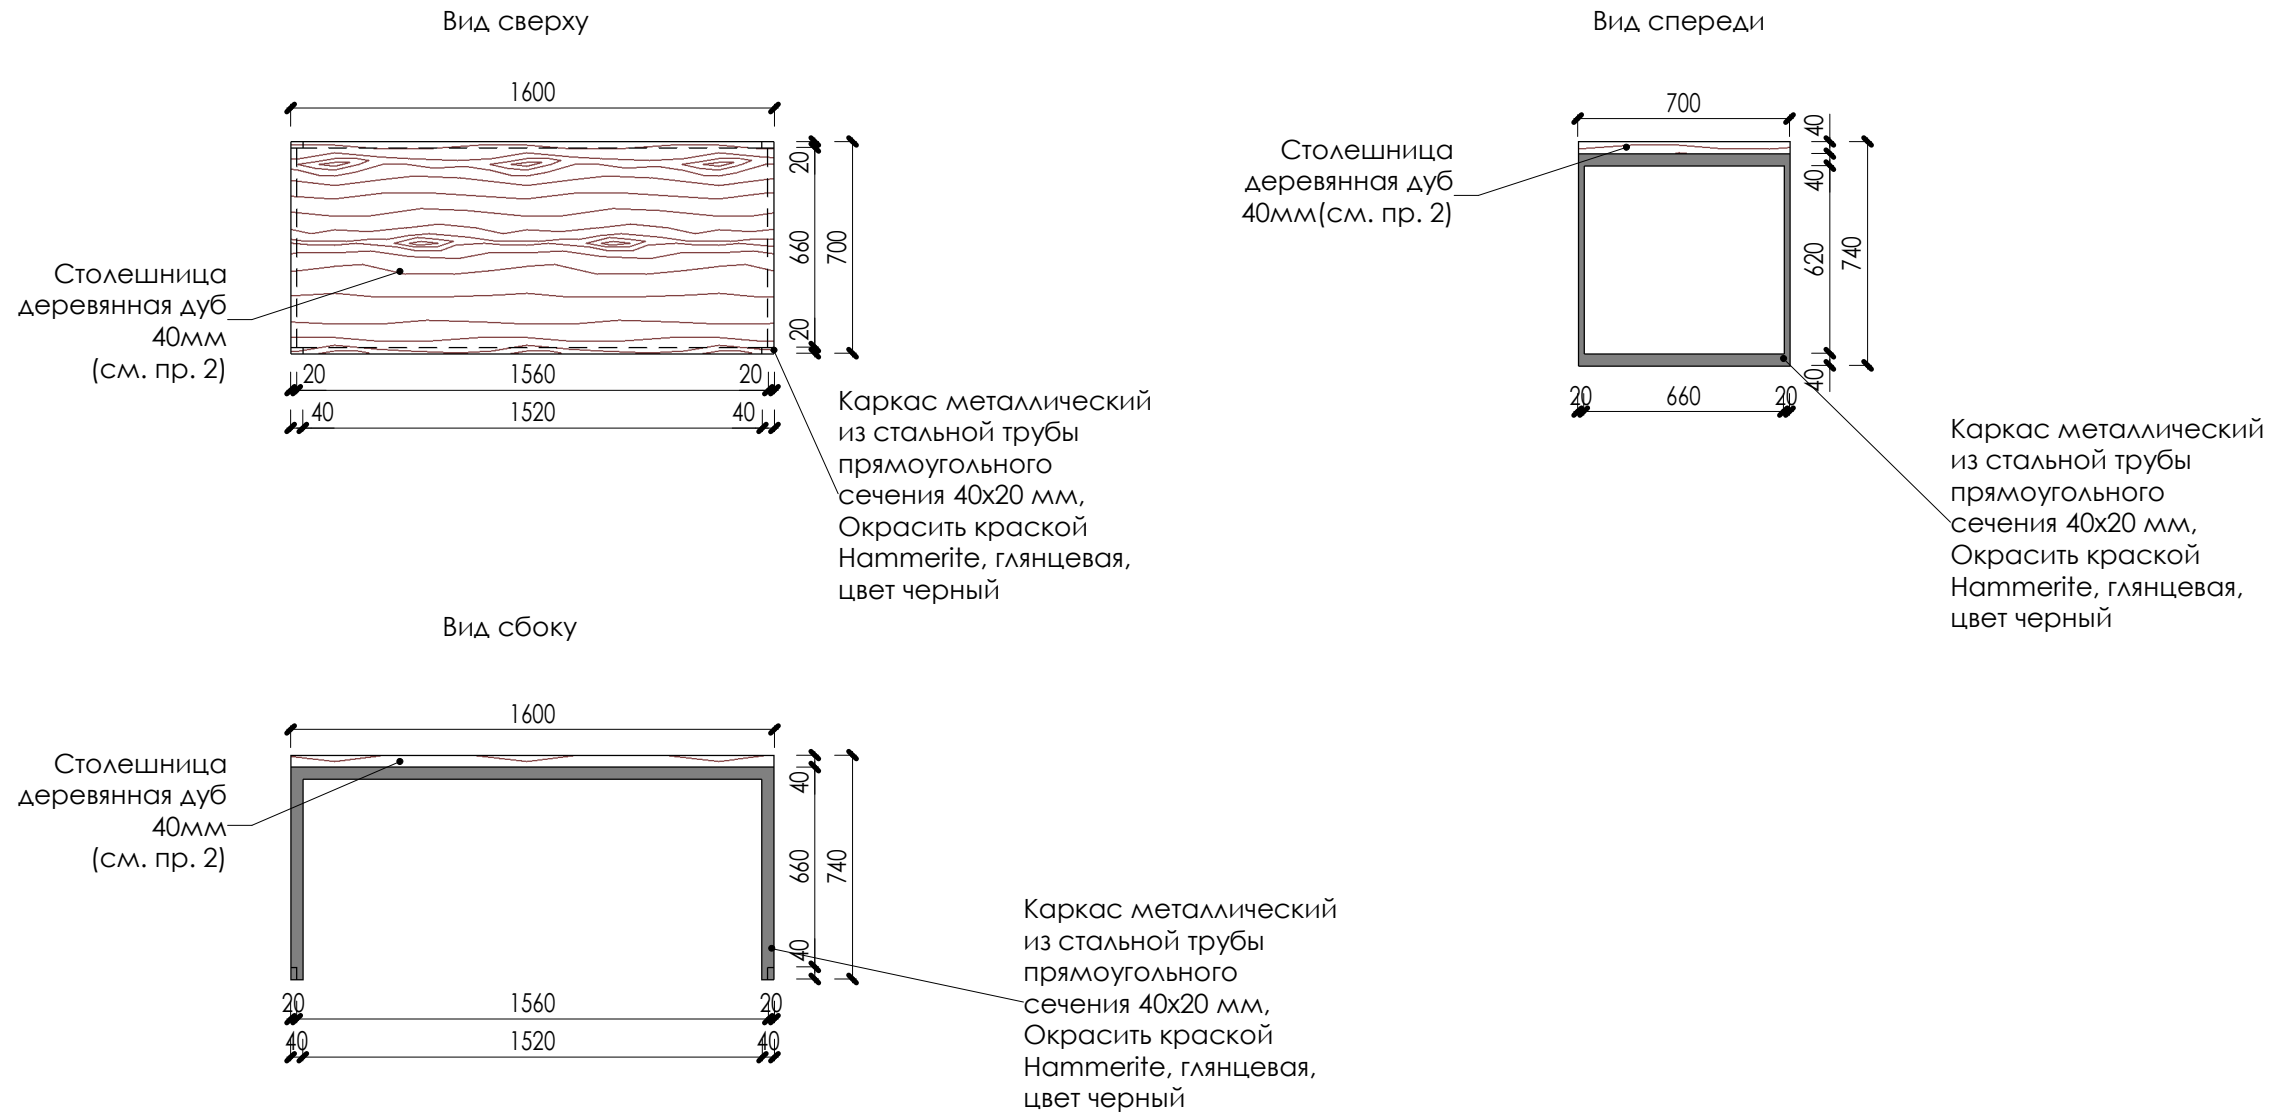 Вид сверху
1600
20
660
700
20
Столешница
деревянная дуб
40мм
(см. пр. 2)
20
1560
20
40
1520
40
Каркас металлический
из стальной трубы
прямоугольного
сечения 40х20 мм,
Окрасить краской
Hammerite, глянцевая,
цвет черный
Вид спереди
700
40
Столешница
деревянная дуб
40мм(см. пр. 2)
40
620
740
40
20
660
20
Каркас металлический
из стальной трубы
прямоугольного
сечения 40х20 мм,
Окрасить краской
Hammerite, глянцевая,
цвет черный
Вид сбоку
1600
Столешница
деревянная дуб
40мм
(см. пр. 2)
40
660
740
40
20
1560
20
40
1520
40
Каркас металлический
из стальной трубы
прямоугольного
сечения 40х20 мм,
Окрасить краской
Hammerite, глянцевая,
цвет черный